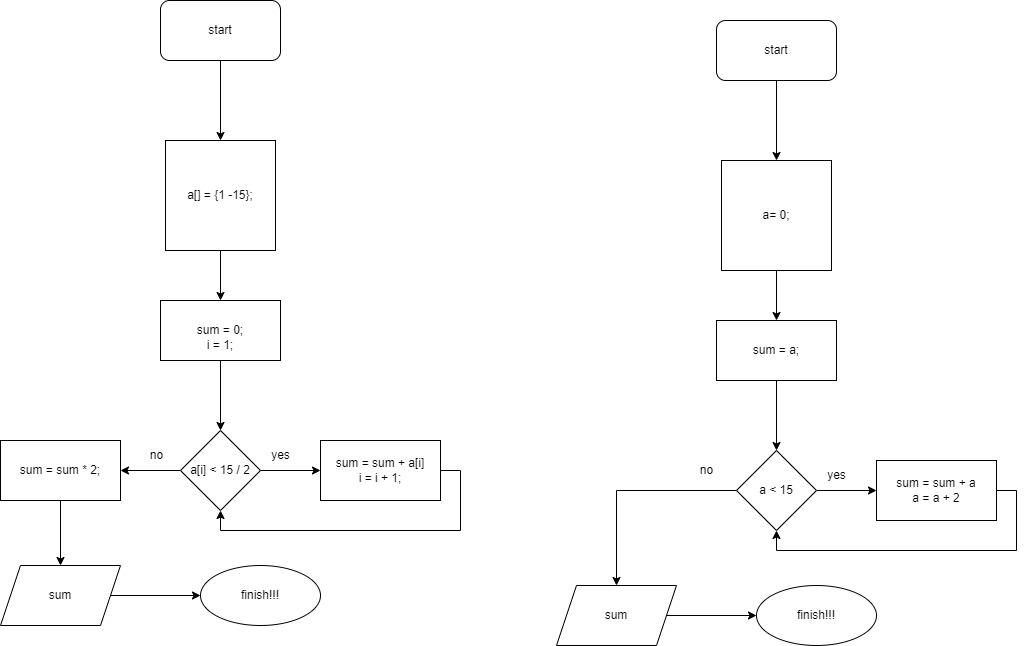 start
a[] = {1 -15};
sum = 0;
i = 1;
a[i] < 15 / 2
no
yes
sum = sum * 2;
sum = sum + a[i]
i = i + 1;
sum
finish!!!
start
a= 0;
sum = a;
a < 15
no
yes
sum = sum + a
a = a + 2
sum
finish!!!